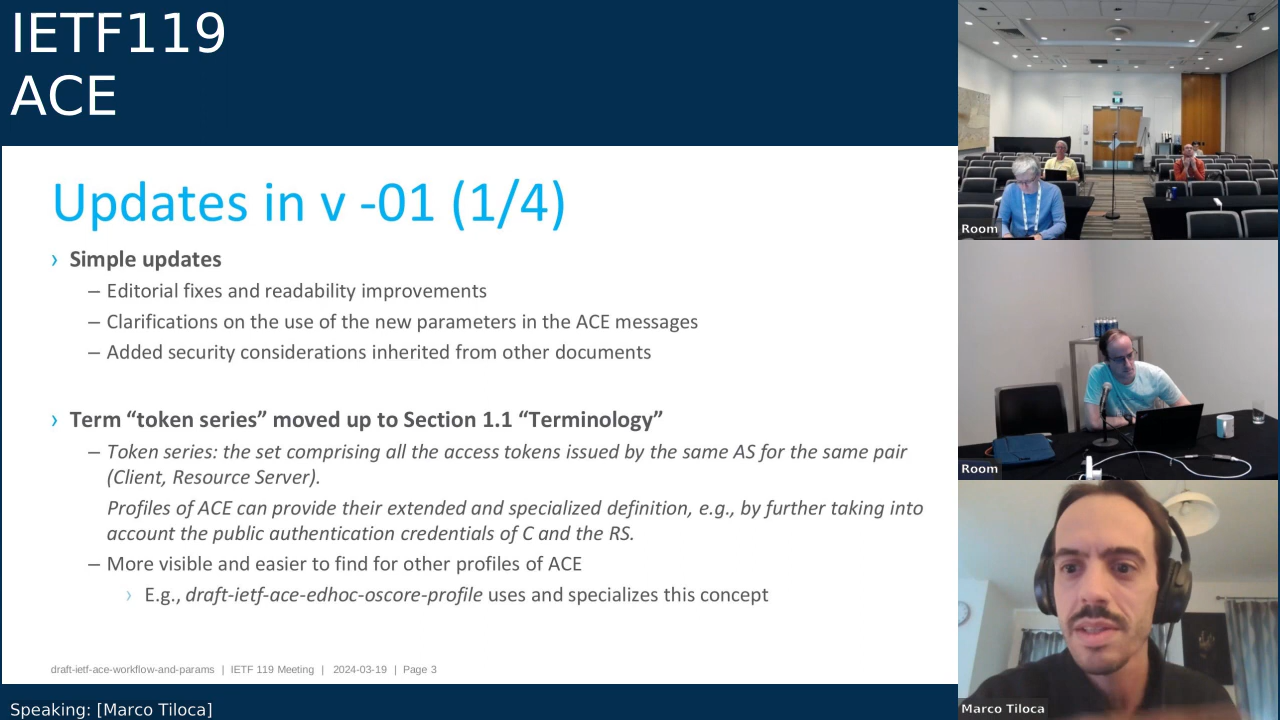 IETF119
ACE
Updates in v -01 (1/4)
› Simple updates
– Editorial fixes and readability improvements
– Clarifications on the use of the new parameters in the ACE messages
– Added security considerations inherited from other documents
› Term “token series” moved up to Section 1.1 “Terminology”
– Token series: the set comprising all the access tokens issued by the same AS for the same pair
(Client, Resource Server).
Profiles of ACE can provide their extended and specialized definition, e.g., by further taking into
account the public authentication credentials of C and the RS.
– More visible and easier to find for other profiles of ACE
› E.g., draft-ietf-ace-edhoc-oscore-profile uses and specializes this concept
draft-ietf-ace-workflow-and-params | IETF 119 Meeting | 2024-03-19 | Page 3
Speaking: [Marco Tiloca]
Room
Room
Marco Tiloca